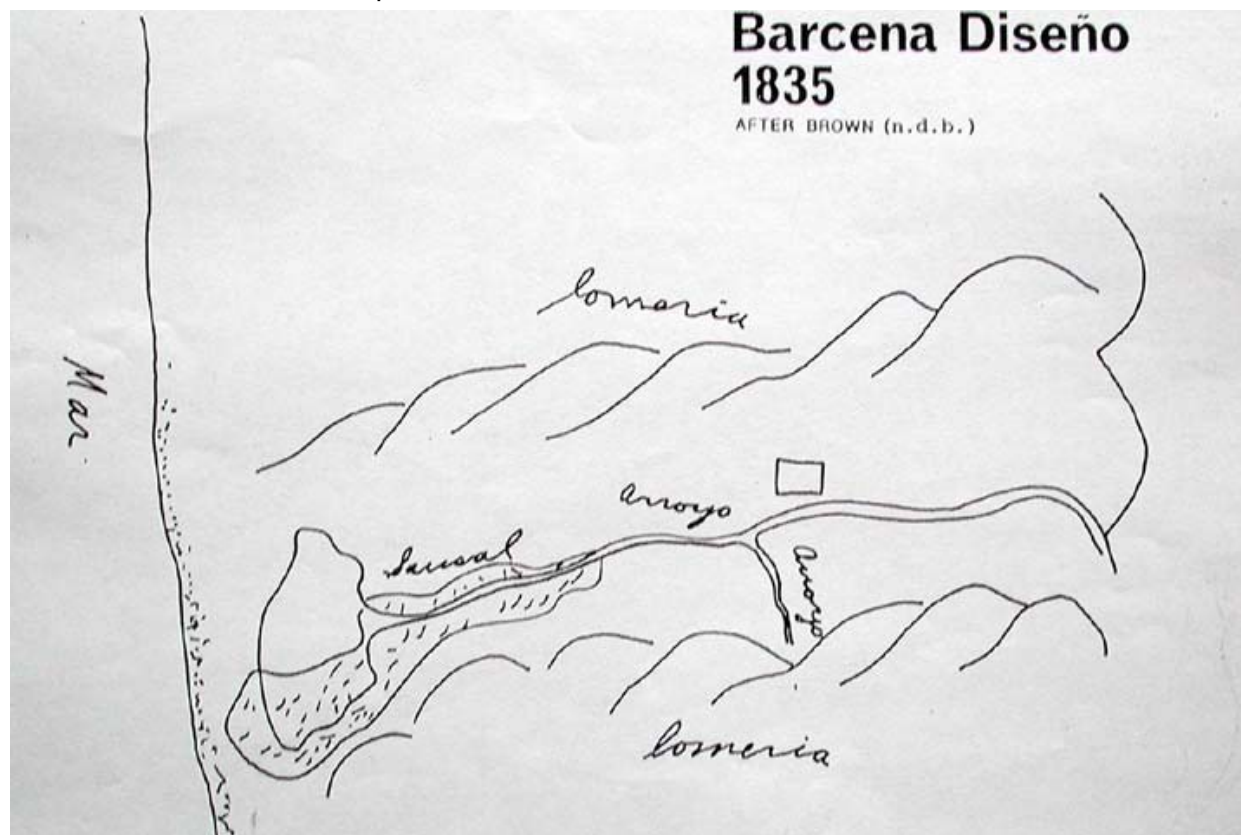 Barcena Diseño
1835
AFTER BROWN (n.d.b.)
lomeria
Mar
arroyo
Sausal
arroyo
lomeria